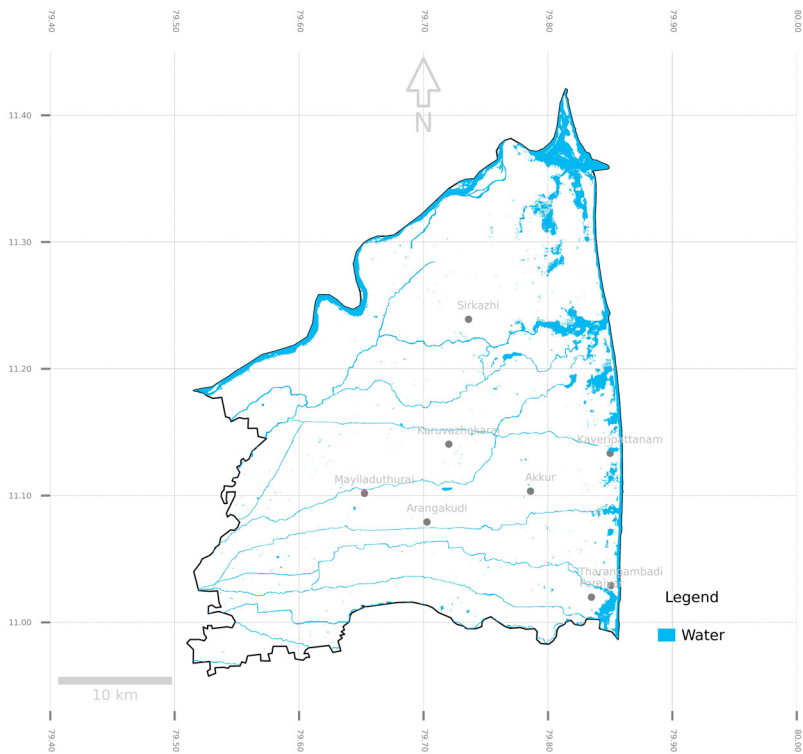 79.40 79.50 79.60 79.70 79.80 79.90 80.00
11.40
N
11.30
Sirkazhi
11.20
Kuruvazhakarai
Kaveripattanam
Mayiladuthurai
Akkur
11.10
Arangakudi
Tharangambadi
Legend
11.00
Water
10 km
79.40 79.50 79.60 79.70 79.80 79.90 80.00